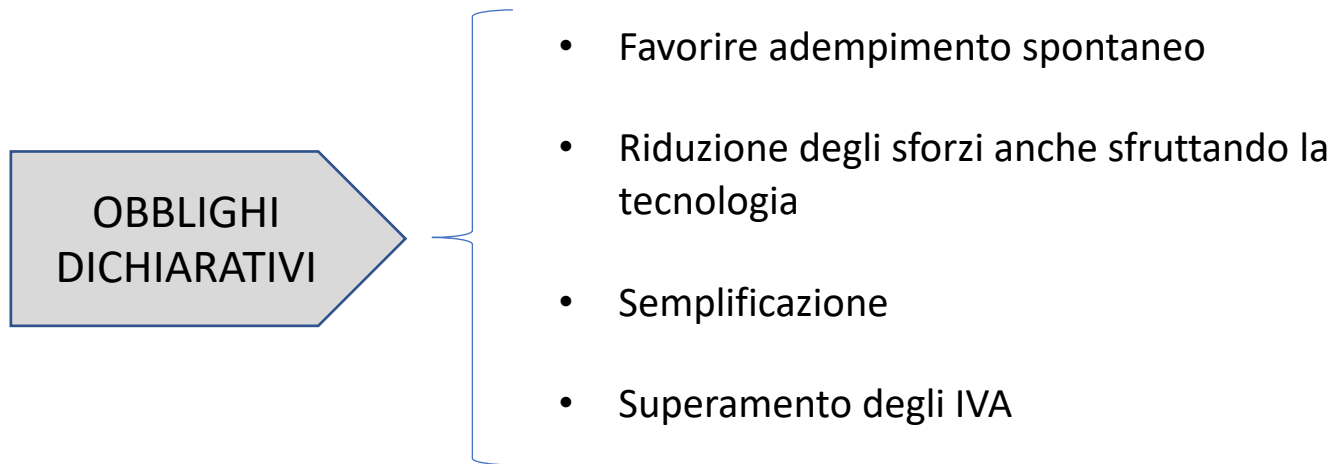 OBBLIGHI
DICHIARATIVI
• Favorire adempimento spontaneo
• Riduzione degli sforzi anche sfruttando la
tecnologia
• Semplificazione
• Superamento degli IVA